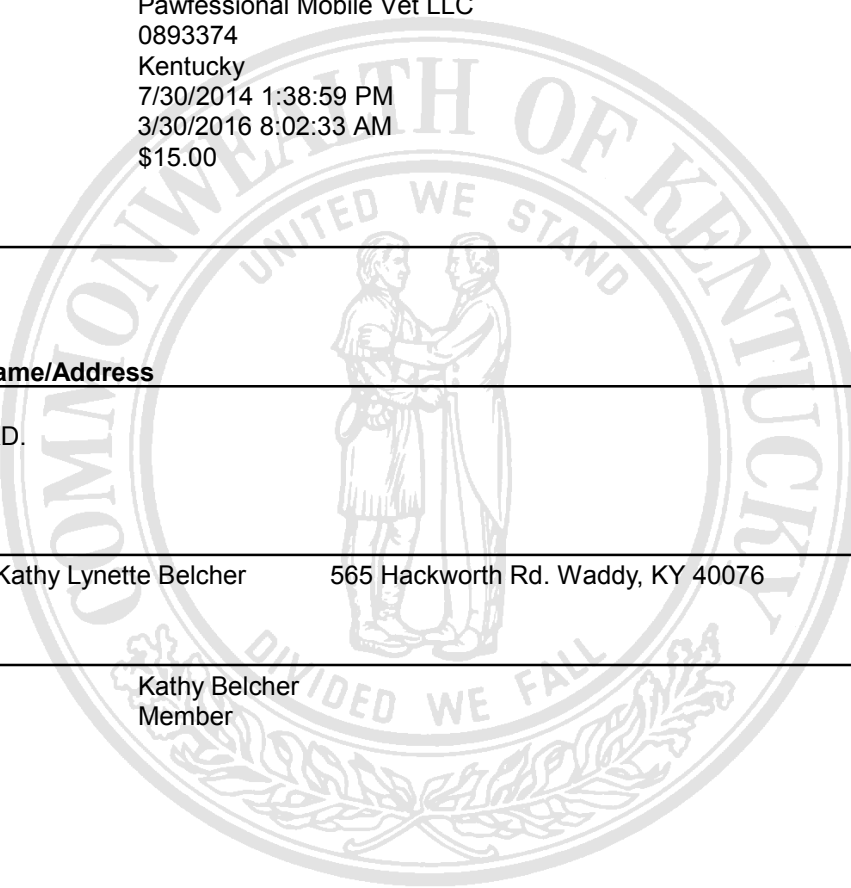 Pawfessional Mobile Vet LLC
0893374
Kentucky
7/30/2014 1:38:59 PM
3/30/2016 8:02:33 AM
$15.00
COMMONWEALTH OF KENTUCKY
UNITED WE STAND
ame/Address
D.
Kathy Lynette Belcher 565 Hackworth Rd. Waddy, KY 40076
DIVIDED WE FALL
Kathy Belcher
Member